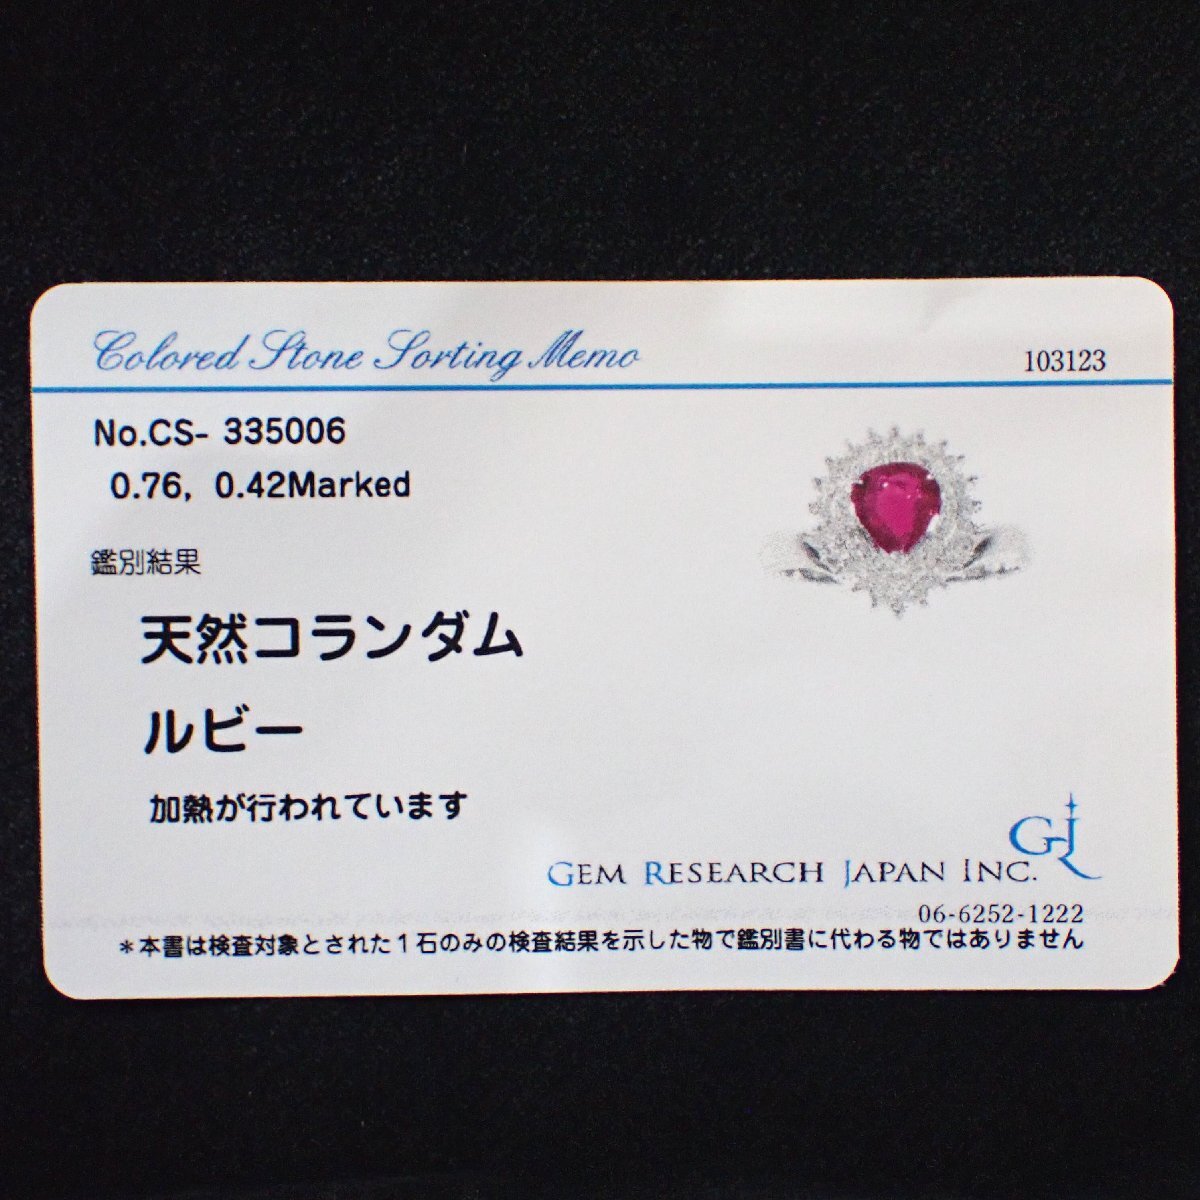 Colored Stone Sorting Memo
103123
No.CS- 335006
0.76, 0.42Marked
鑑別結果
天然コランダム
ルビー
加熱が行われています
GJ
GEM RESEARCH JAPAN INC.
06-6252-1222
*本書は検査対象とされた1石のみの検査結果を示した物で鑑別書に代わる物ではありません